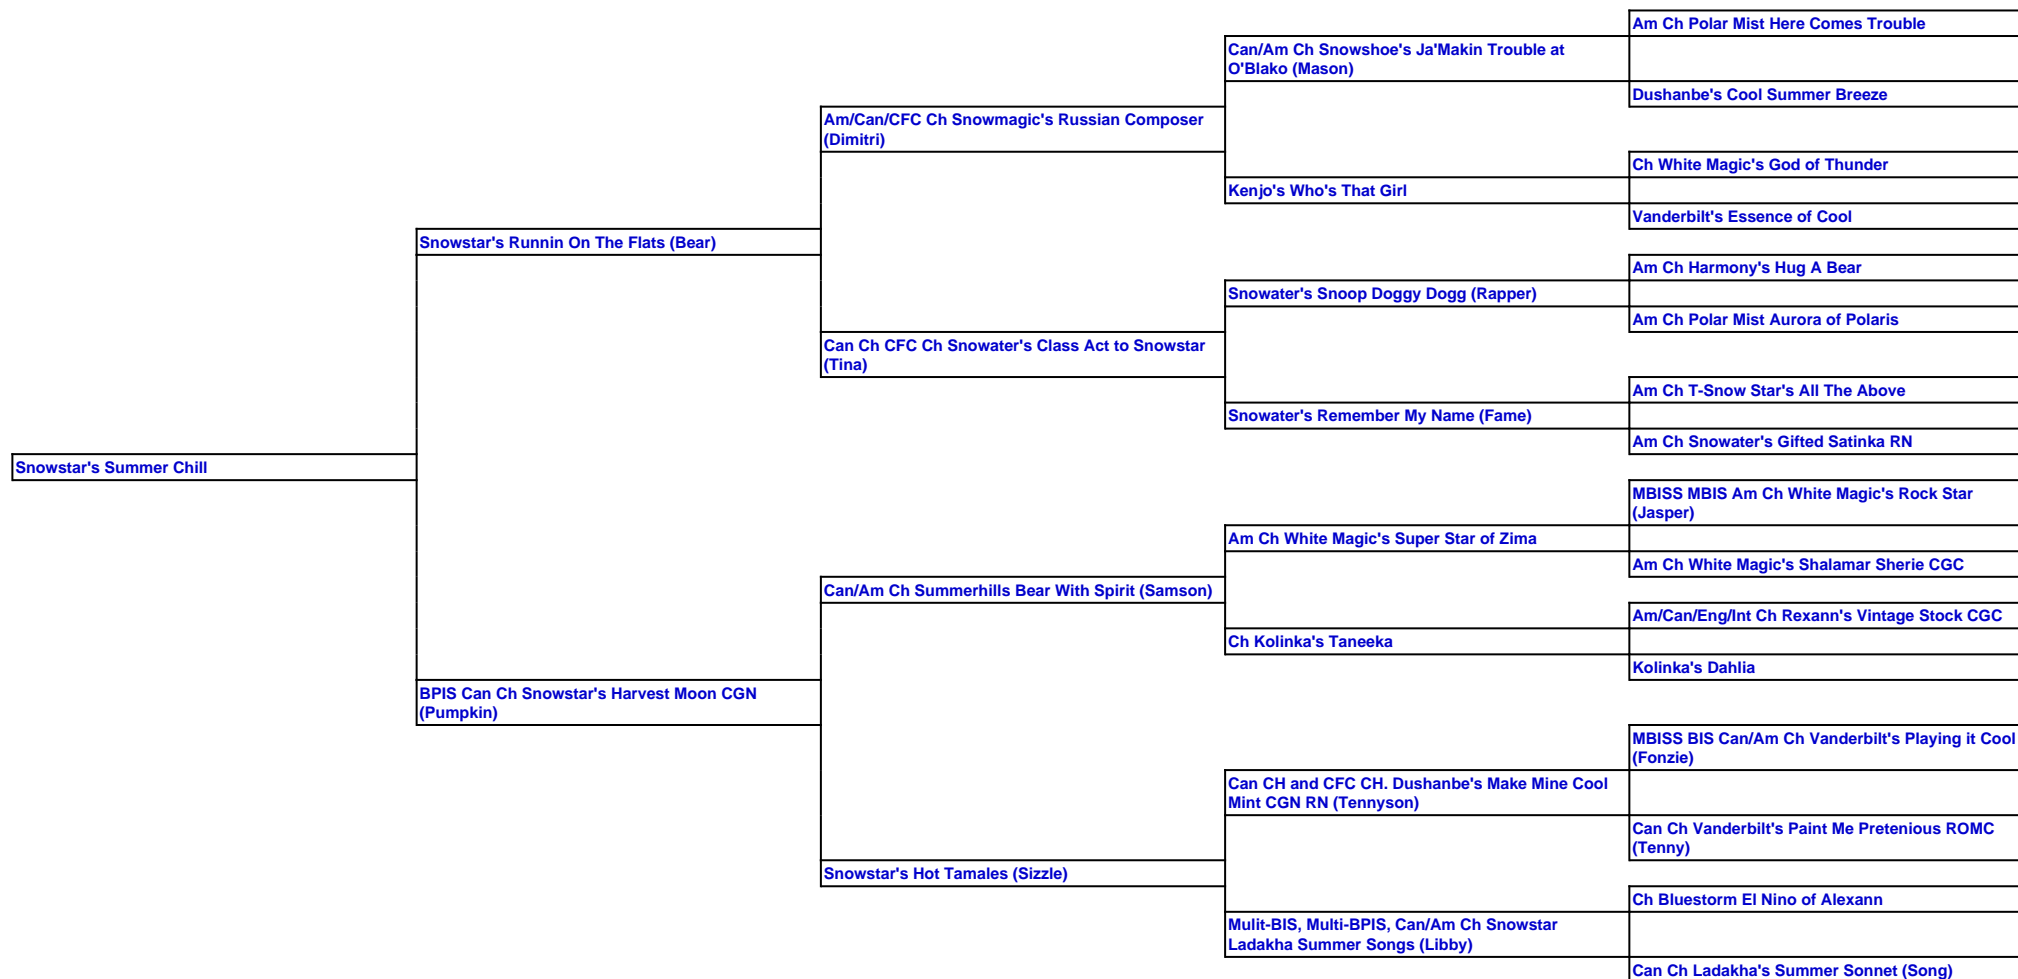 Am Ch Polar Mist Here Comes Trouble
Can/Am Ch Snowshoe's Ja'Makin Trouble at
O'Blako (Mason)
Dushanbe's Cool Summer Breeze
Am/Can/CFC Ch Snowmagic's Russian Composer
(Dimitri)
Ch White Magic's God of Thunder
Kenjo's Who's That Girl
Vanderbilt's Essence of Cool
Snowstar's Runnin On The Flats (Bear)
Am Ch Harmony's Hug A Bear
Snowater's Snoop Doggy Dogg (Rapper)
Am Ch Polar Mist Aurora of Polaris
Can Ch CFC Ch Snowater's Class Act to Snowstar
(Tina)
Am Ch T-Snow Star's All The Above
Snowater's Remember My Name (Fame)
Am Ch Snowater's Gifted Satinka RN
Snowstar's Summer Chill
MBISS MBIS Am Ch White Magic's Rock Star
(Jasper)
Am Ch White Magic's Super Star of Zima
Am Ch White Magic's Shalamar Sherie CGC
Can/Am Ch Summerhills Bear With Spirit (Samson)
Am/Can/Eng/Int Ch Rexann's Vintage Stock CGC
Ch Kolinka's Taneeka
Kolinka's Dahlia
BPIS Can Ch Snowstar's Harvest Moon CGN
(Pumpkin)
MBISS BIS Can/Am Ch Vanderbilt's Playing it Cool
(Fonzie)
Can CH and CFC CH. Dushanbe's Make Mine Cool
Mint CGN RN (Tennyson)
Can Ch Vanderbilt's Paint Me Pretenious ROMC
(Tenny)
Snowstar's Hot Tamales (Sizzle)
Ch Bluestorm El Nino of Alexann
Mulit-BIS, Multi-BPIS, Can/Am Ch Snowstar
Ladakha Summer Songs (Libby)
Can Ch Ladakha's Summer Sonnet (Song)